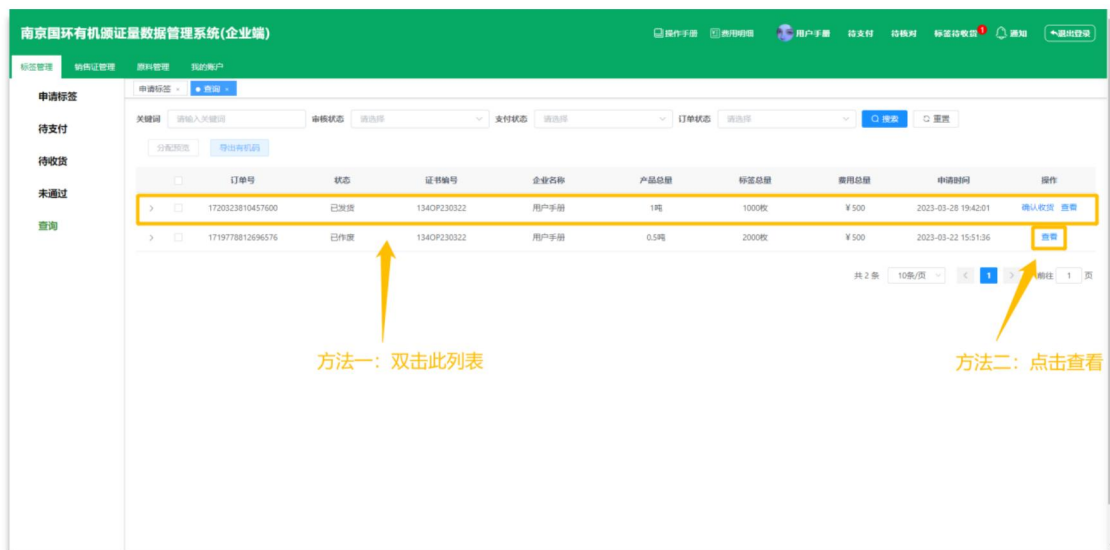 南京国环有机颁证量数据管理系统(企业端)
操作手册 费用明细 用户手册 待支付 待核对 标签待收货 1 通知 退出登录
标签管理 销售证管理 原料管理 我的账户
申请标签 × 查询 ×
申请标签
待支付
待收货
未通过
查询
关键词 请输入关键词 审核状态 请选择 支付状态 请选择 订单状态 请选择 搜索 重置
分配预览 导出有机码
订单号 状态 证书编号 企业名称 产品总量 标签总量 费用总量 申请时间 操作
1720323810457600 已发货 134OP230322 用户手册 1吨 1000枚 ¥500 2023-03-28 19:42:01 确认收货 查看
1719778812696576 已作废 134OP230322 用户手册 0.5吨 2000枚 ¥500 2023-03-22 15:51:36 查看
共 2 条 10条/页 < 1 > 前往 1 页
方法一：双击此列表
方法二：点击查看